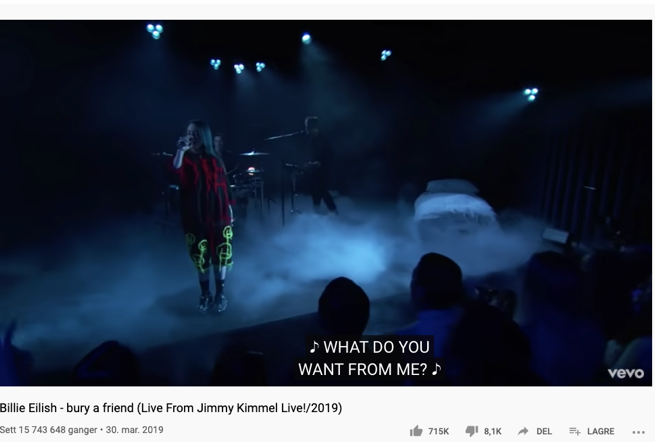 ♪ WHAT DO YOU
WANT FROM ME? ♪
vevo
Billie Eilish - bury a friend (Live From Jimmy Kimmel Live!/2019)
Sett 15 743 648 ganger • 30. mar. 2019
715K
8,1K
DEL
LAGRE